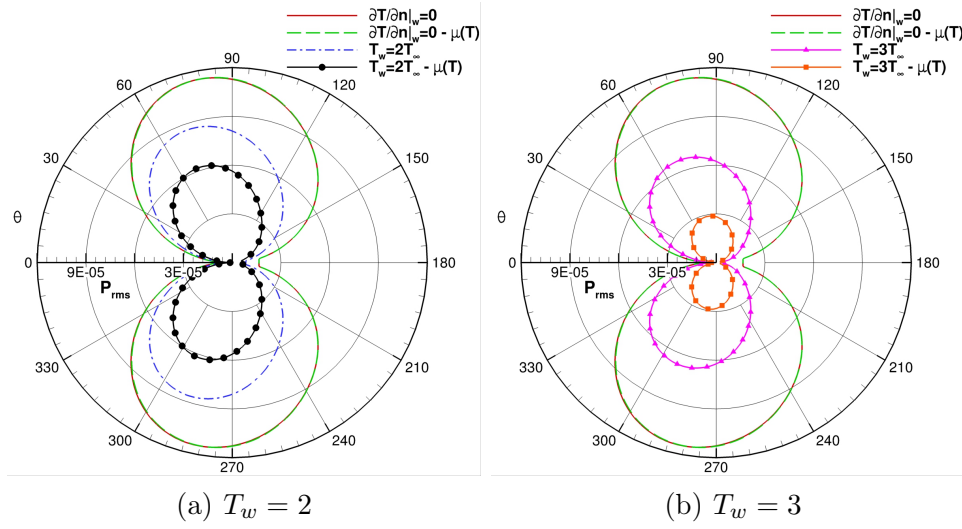 ∂T/∂n|w=0
∂T/∂n|w=0 - μ(T)
Tw=2T∞
Tw=2T∞ - μ(T)
90
60
120
30
150
θ
0
180
9E-05
3E-05
Prms
330
210
300
240
270
(a) Tw = 2
∂T/∂n|w=0
∂T/∂n|w=0 - μ(T)
Tw=3T∞
Tw=3T∞ - μ(T)
90
60
120
30
150
θ
0
180
9E-05
3E-05
Prms
330
210
300
240
270
(b) Tw = 3